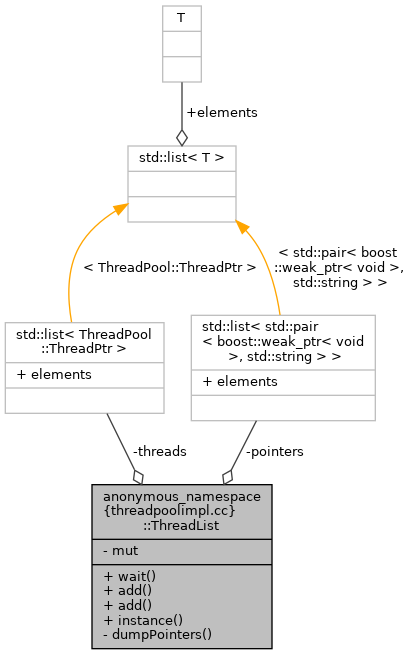 T
+elements
std::list< T >
< ThreadPool::ThreadPtr >
< std::pair< boost
::weak_ptr< void >,
std::string > >
std::list< ThreadPool
::ThreadPtr >
+ elements
std::list< std::pair
< boost::weak_ptr< void
>, std::string > >
+ elements
-threads
-pointers
anonymous_namespace
{threadpoolimpl.cc}
::ThreadList
- mut
+ wait()
+ add()
+ add()
+ instance()
- dumpPointers()